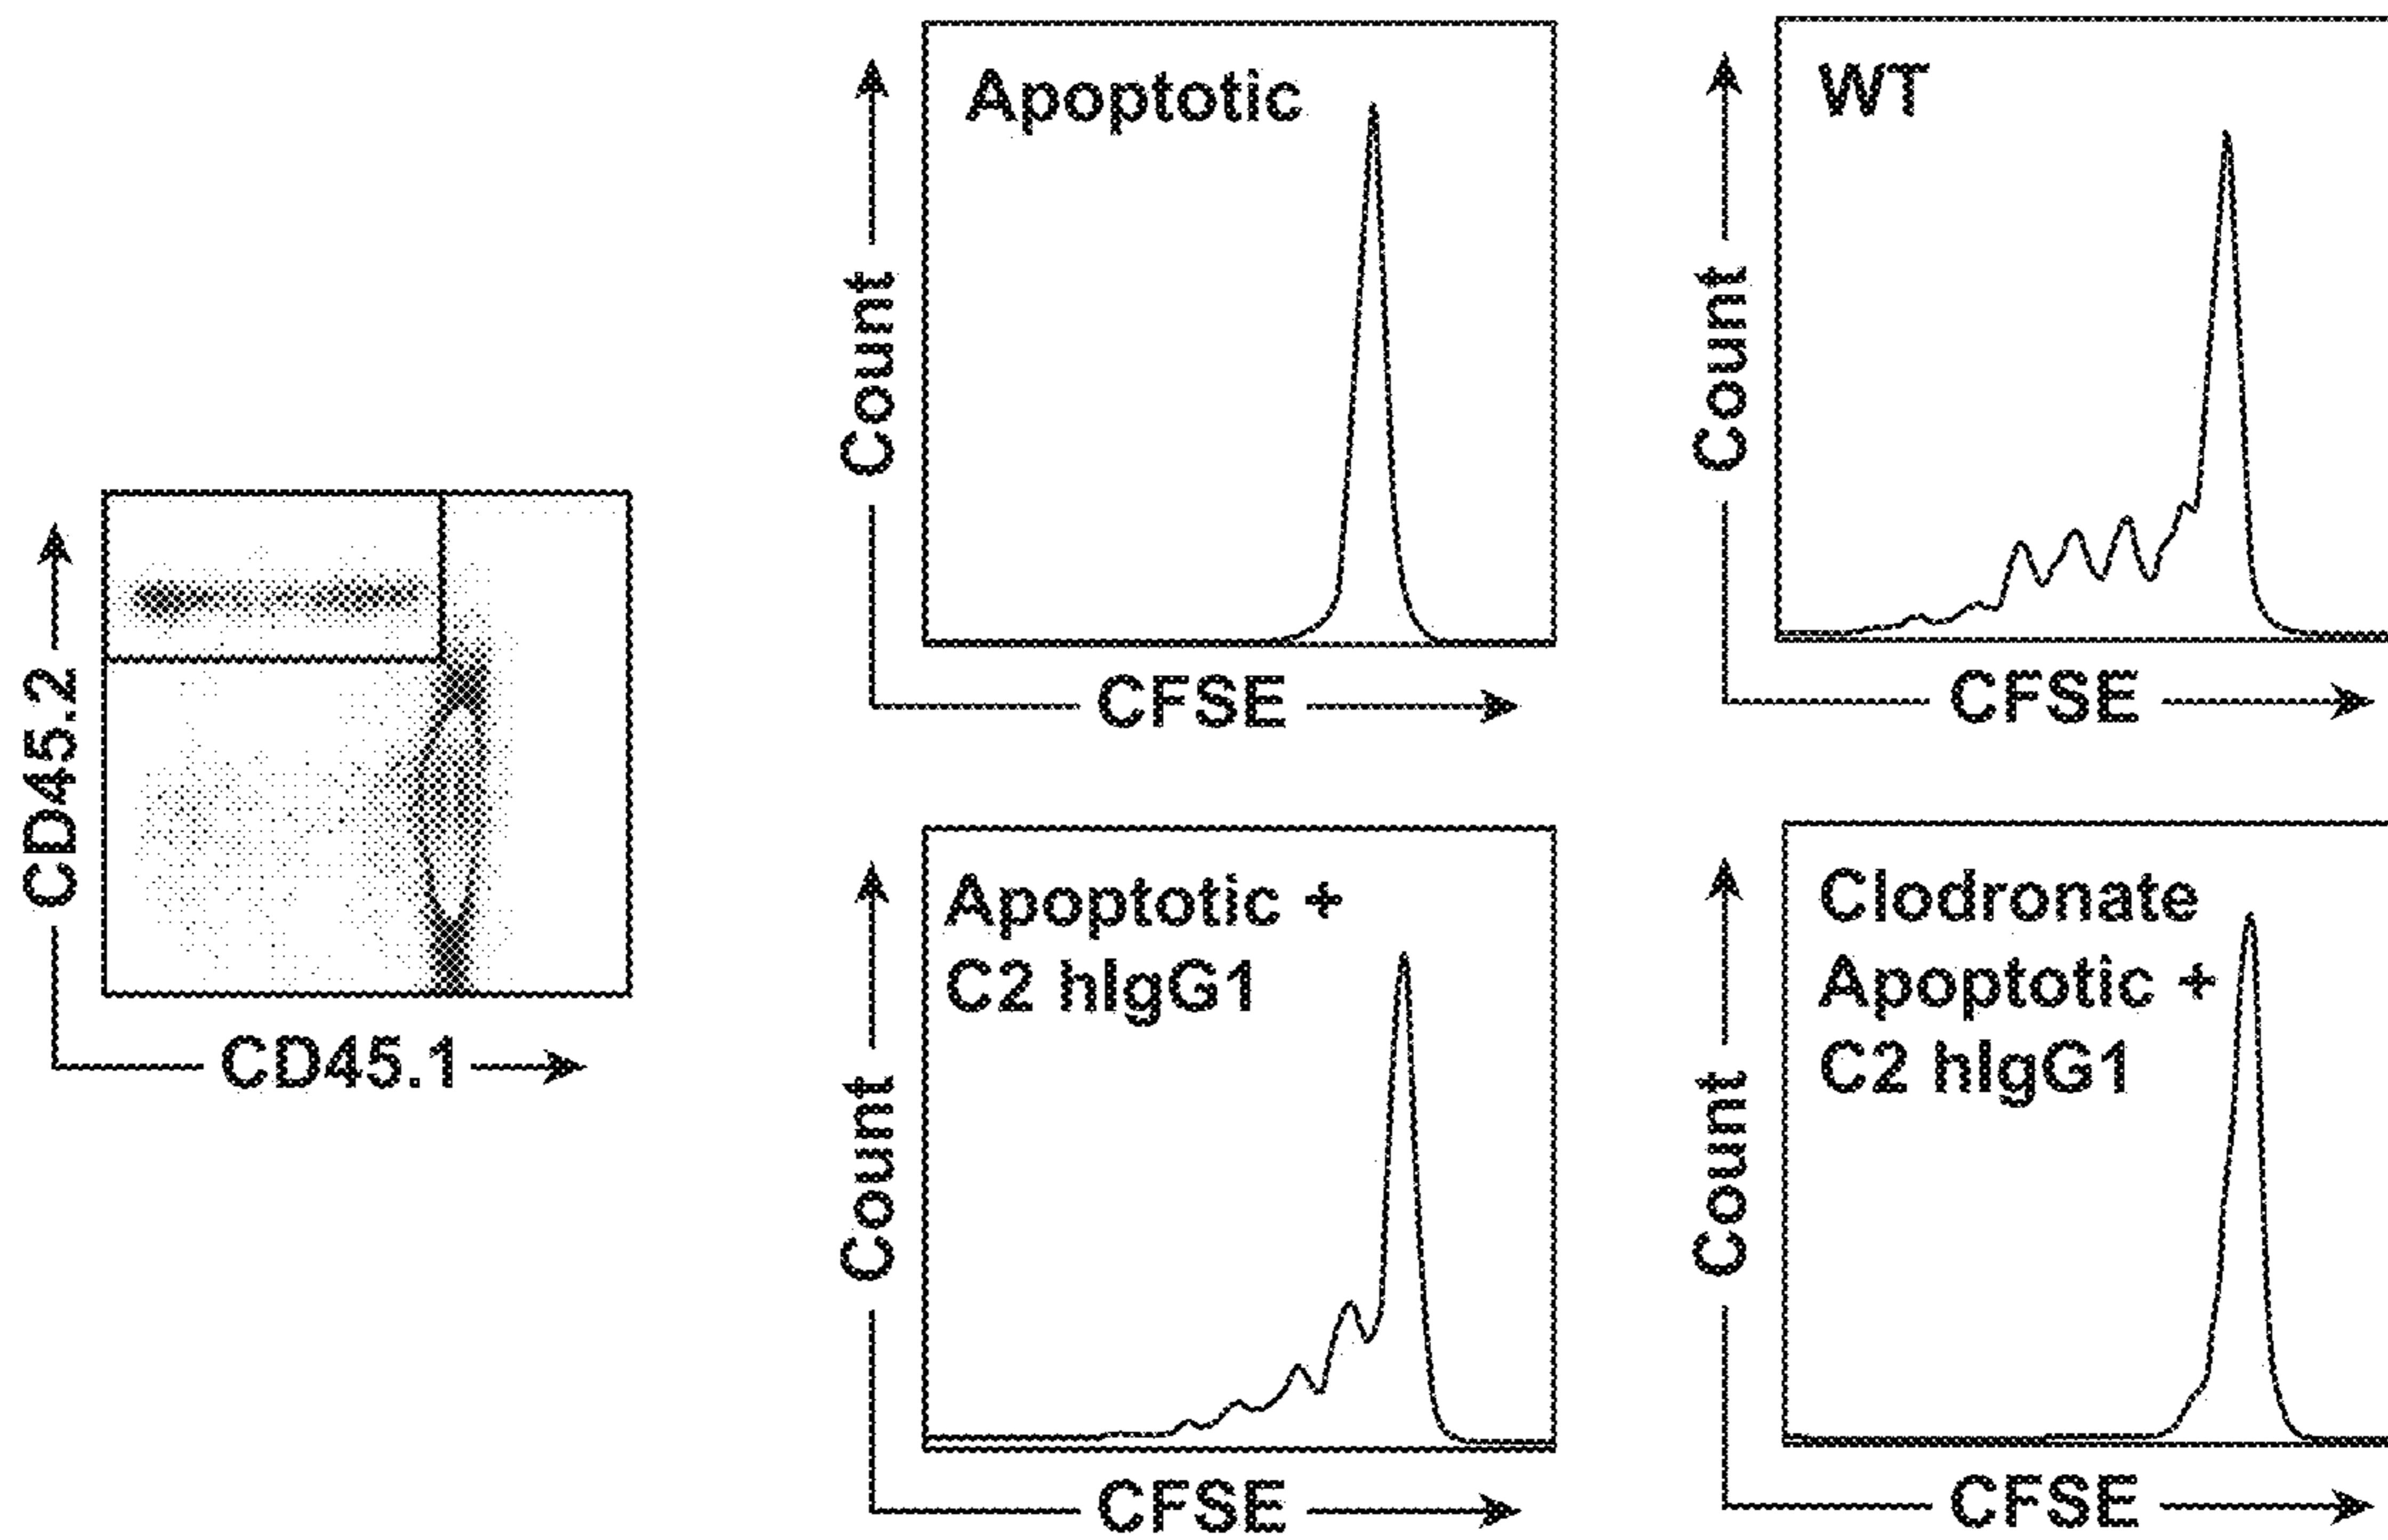 CD45.2
CD45.1
Apoptotic
Count
CFSE
WT
Count
CFSE
Apoptotic +
C2 hIgG1
Count
CFSE
Clodronate
Apoptotic +
C2 hIgG1
Count
CFSE